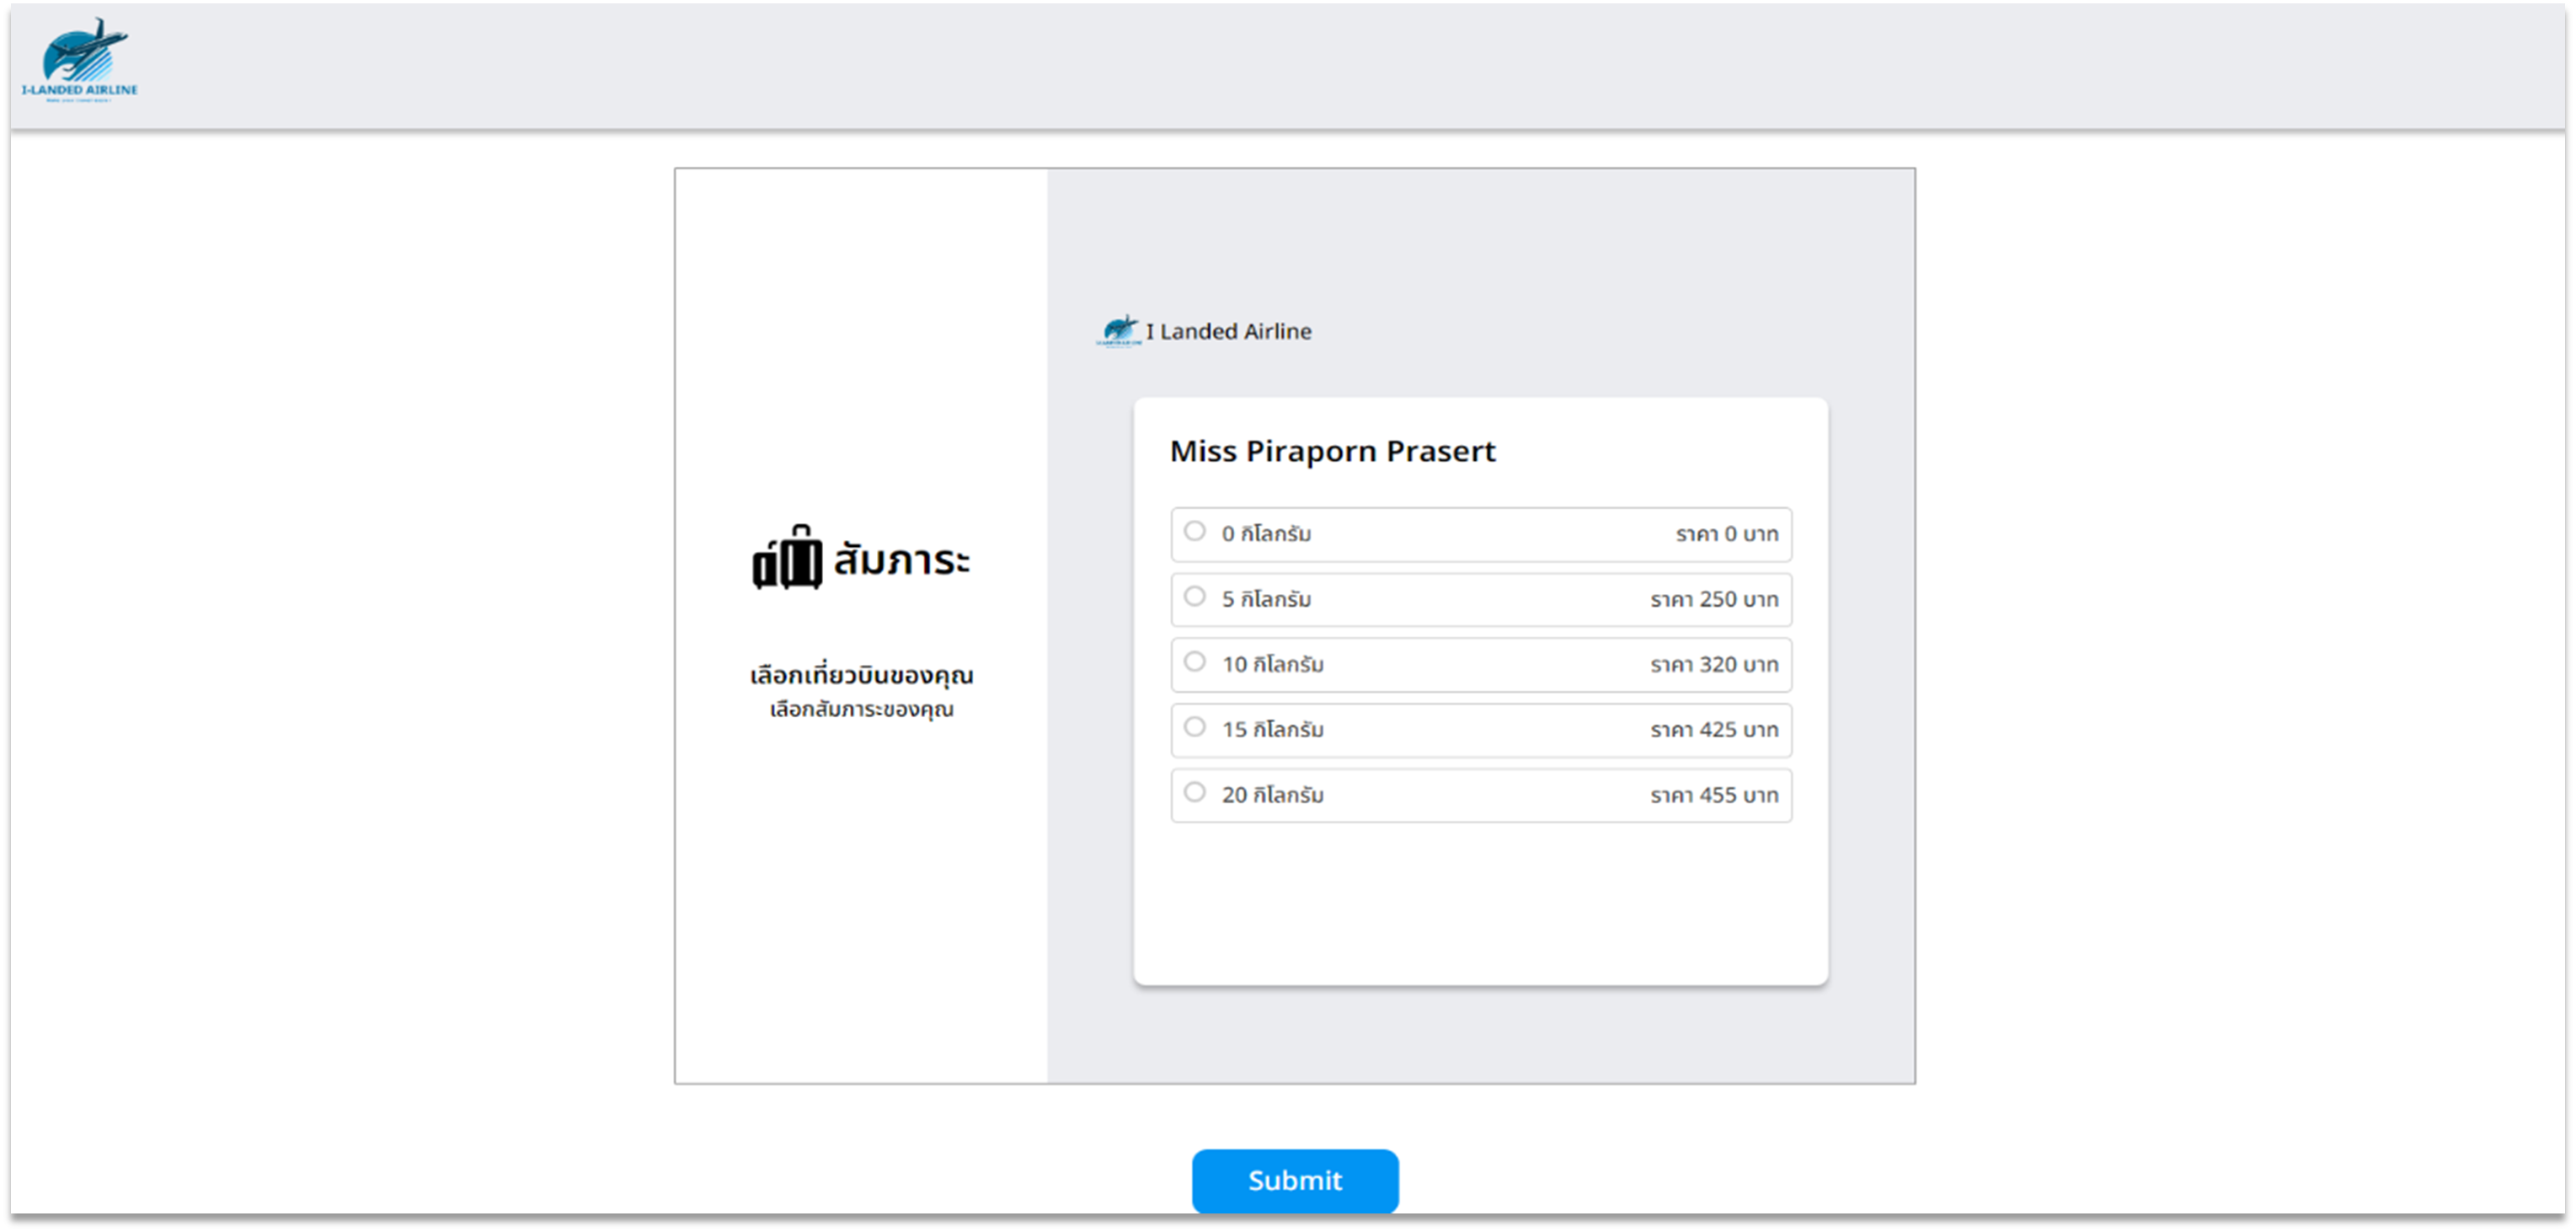 I-LANDED AIRLINE
สัมภาระ
เลือกเที่ยวบินของคุณ
เลือกสัมภาระของคุณ
I Landed Airline
Miss Piraporn Prasert
0 กิโลกรัม ราคา 0 บาท
5 กิโลกรัม ราคา 250 บาท
10 กิโลกรัม ราคา 320 บาท
15 กิโลกรัม ราคา 425 บาท
20 กิโลกรัม ราคา 455 บาท
Submit